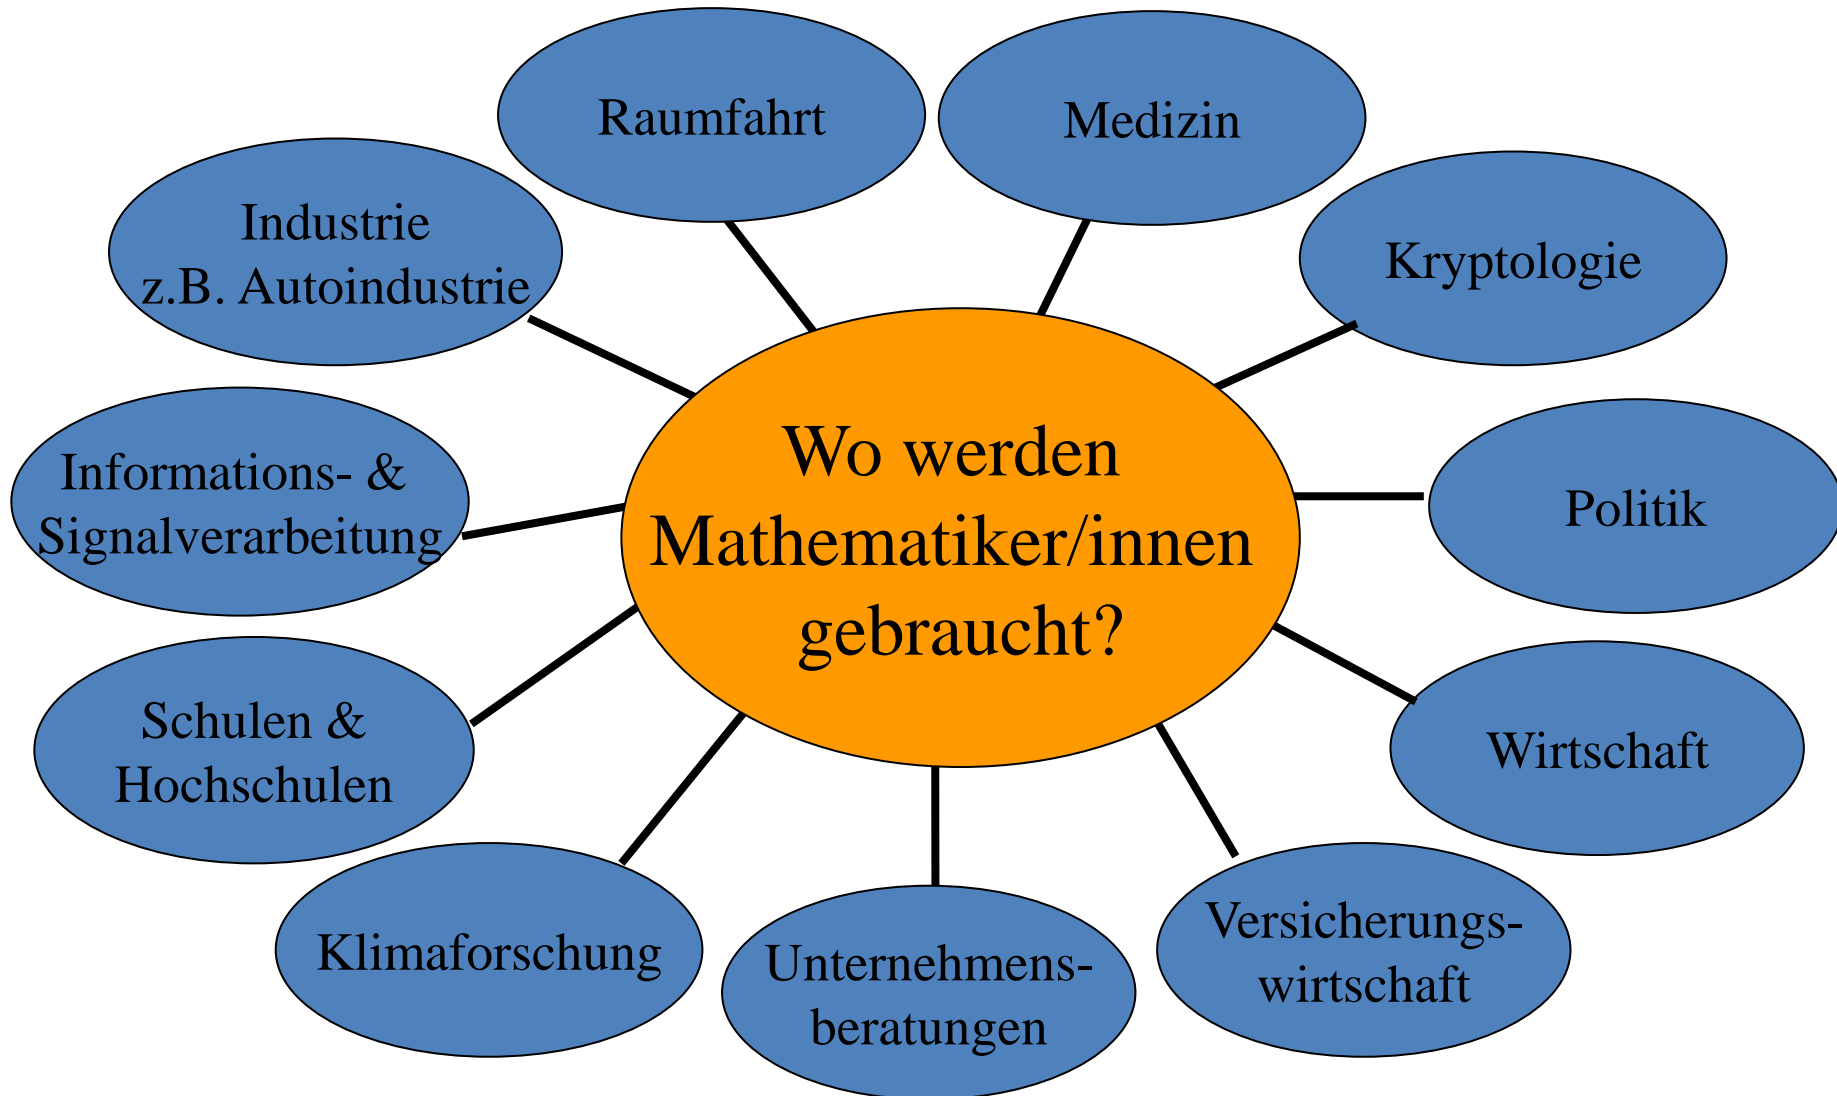 Raumfahrt
Medizin
Industrie
z.B. Autoindustrie
Kryptologie
Informations- &
Signalverarbeitung
Wo werden
Mathematiker/innen
gebraucht?
Politik
Schulen &
Hochschulen
Wirtschaft
Klimaforschung
Unternehmens-
beratungen
Versicherungs-
wirtschaft